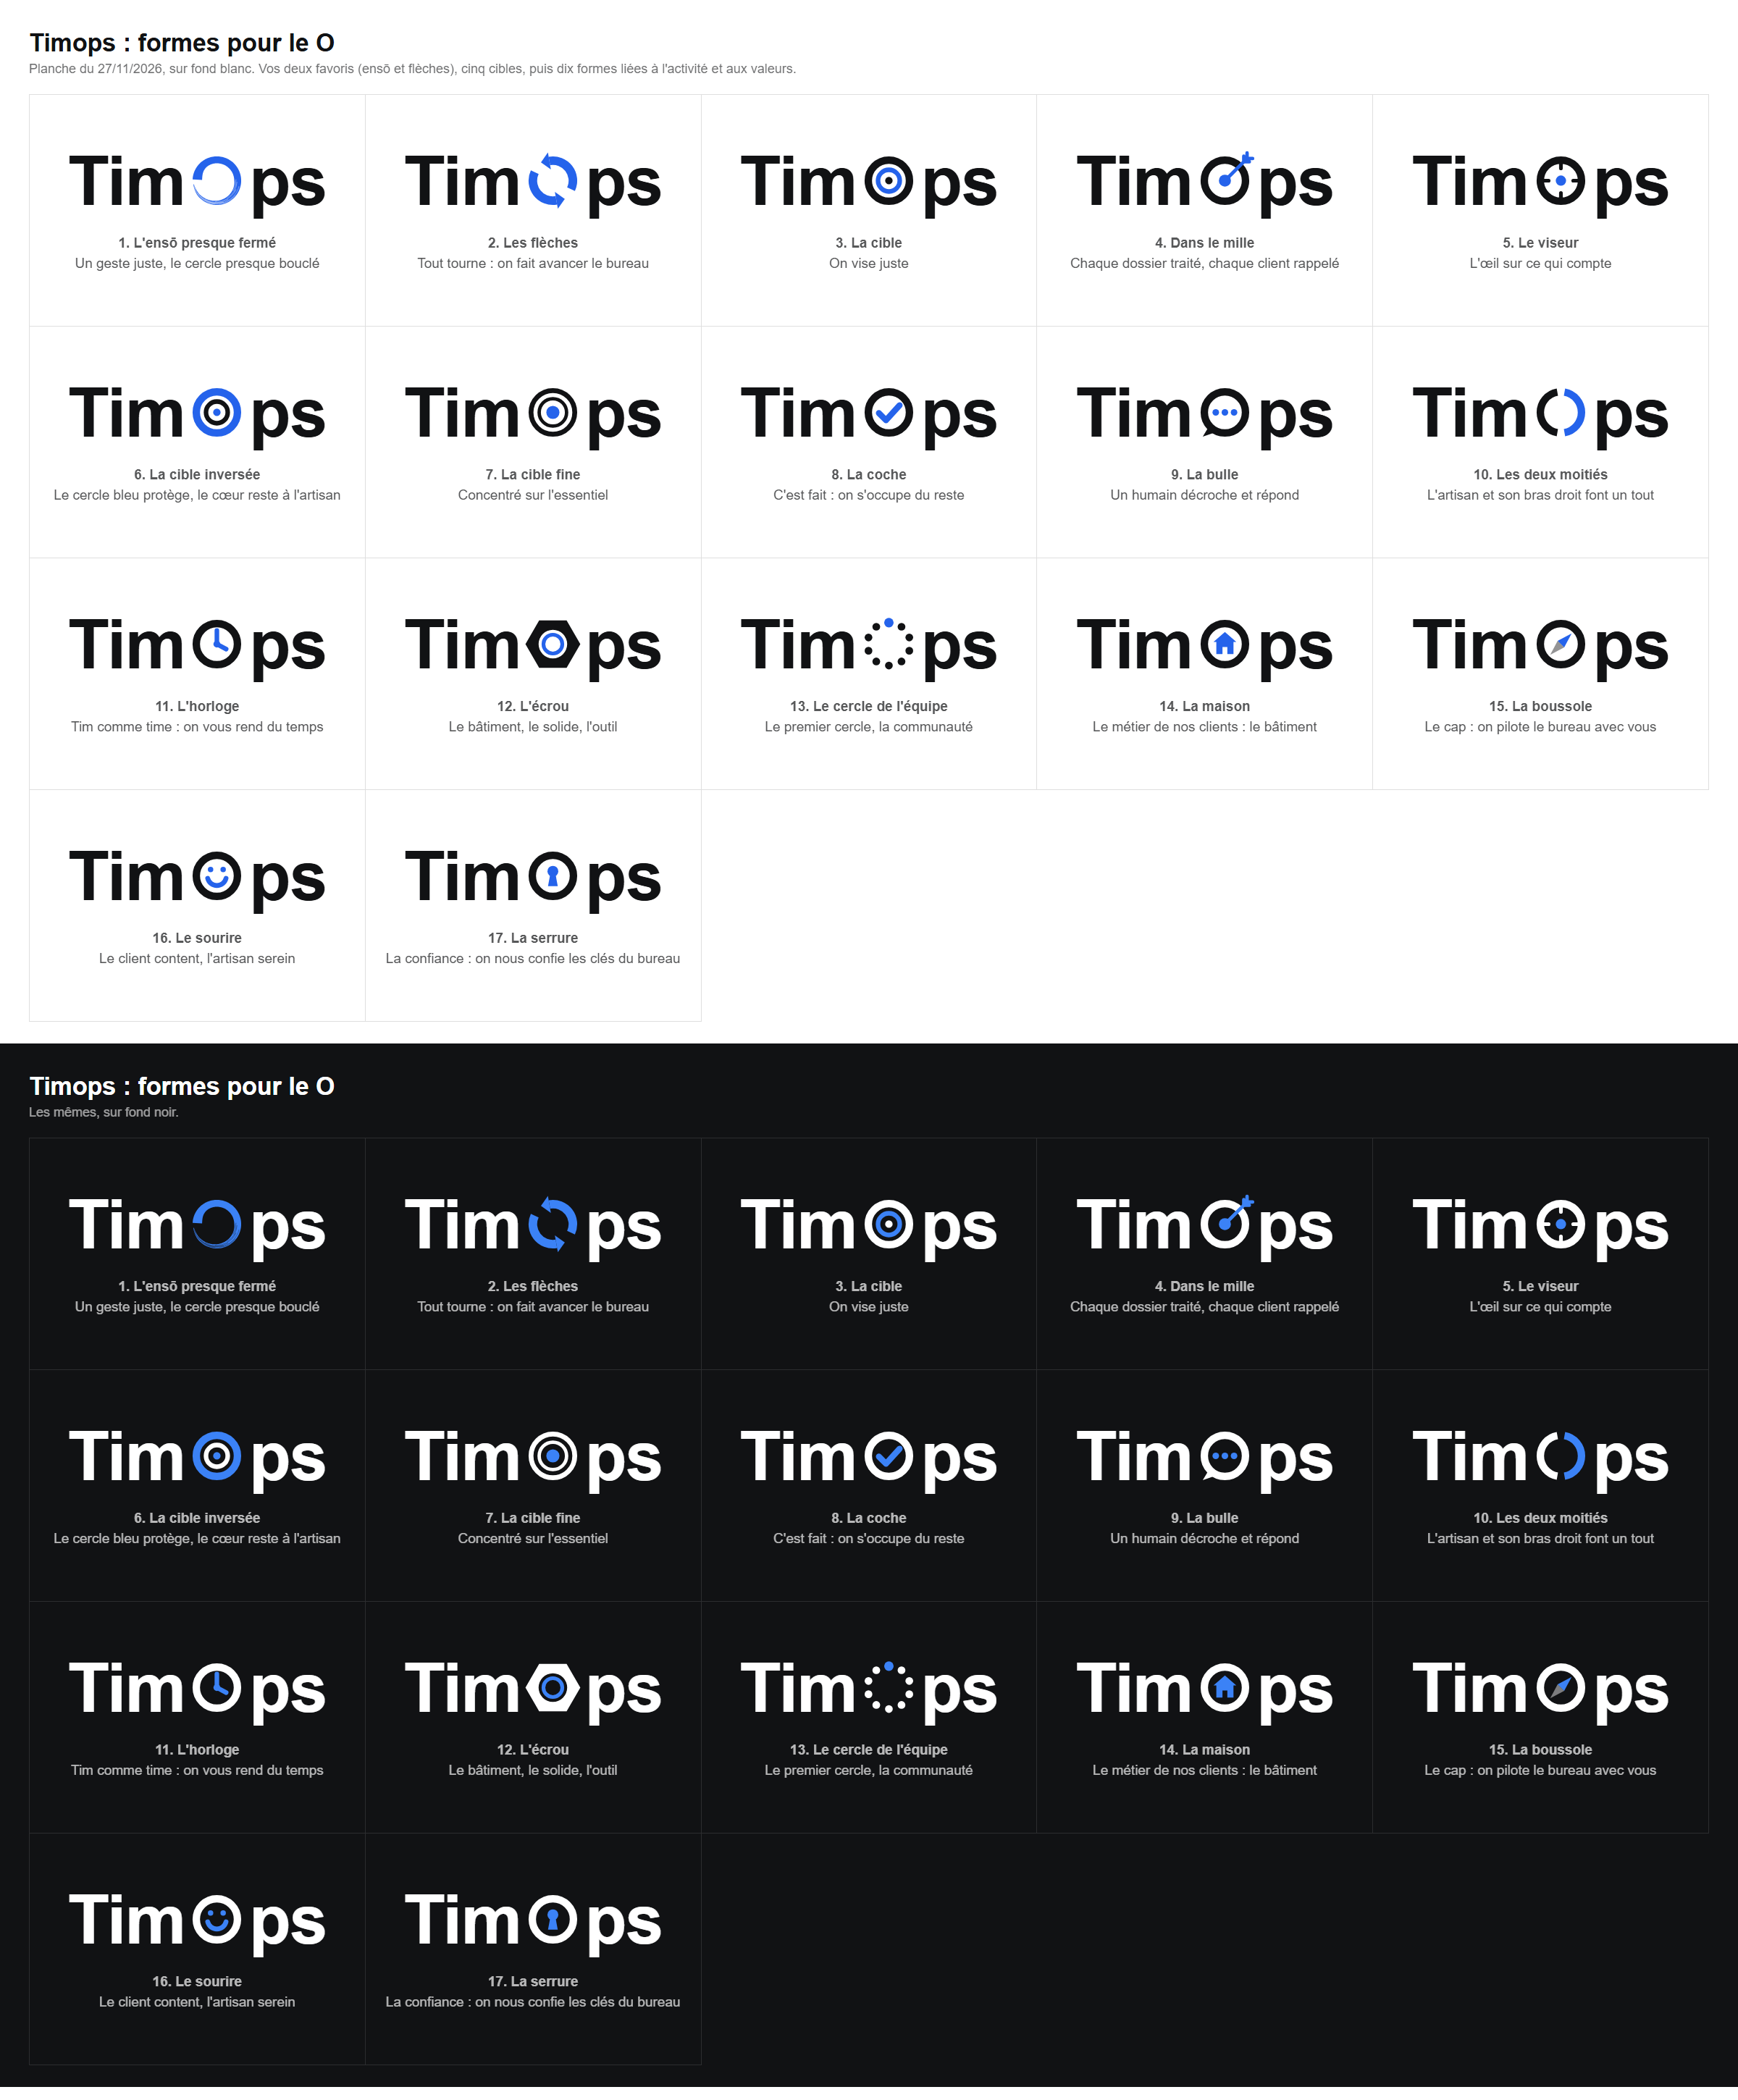 Timops : formes pour le O
Planche du 27/11/2026, sur fond blanc. Vos deux favoris (ensō et flèches), cinq cibles, puis dix formes liées à l'activité et aux valeurs.
Timops
1. L'ensō presque fermé
Un geste juste, le cercle presque bouclé
Timops
2. Les flèches
Tout tourne : on fait avancer le bureau
Timops
3. La cible
On vise juste
Timops
4. Dans le mille
Chaque dossier traité, chaque client rappelé
Timops
5. Le viseur
L'œil sur ce qui compte
Timops
6. La cible inversée
Le cercle bleu protège, le cœur reste à l'artisan
Timops
7. La cible fine
Concentré sur l'essentiel
Timops
8. La coche
C'est fait : on s'occupe du reste
Timops
9. La bulle
Un humain décroche et répond
Timops
10. Les deux moitiés
L'artisan et son bras droit font un tout
Timops
11. L'horloge
Tim comme time : on vous rend du temps
Timops
12. L'écrou
Le bâtiment, le solide, l'outil
Timops
13. Le cercle de l'équipe
Le premier cercle, la communauté
Timops
14. La maison
Le métier de nos clients : le bâtiment
Timops
15. La boussole
Le cap : on pilote le bureau avec vous
Timops
16. Le sourire
Le client content, l'artisan serein
Timops
17. La serrure
La confiance : on nous confie les clés du bureau
Timops : formes pour le O
Les mêmes, sur fond noir.
Timops
1. L'ensō presque fermé
Un geste juste, le cercle presque bouclé
Timops
2. Les flèches
Tout tourne : on fait avancer le bureau
Timops
3. La cible
On vise juste
Timops
4. Dans le mille
Chaque dossier traité, chaque client rappelé
Timops
5. Le viseur
L'œil sur ce qui compte
Timops
6. La cible inversée
Le cercle bleu protège, le cœur reste à l'artisan
Timops
7. La cible fine
Concentré sur l'essentiel
Timops
8. La coche
C'est fait : on s'occupe du reste
Timops
9. La bulle
Un humain décroche et répond
Timops
10. Les deux moitiés
L'artisan et son bras droit font un tout
Timops
11. L'horloge
Tim comme time : on vous rend du temps
Timops
12. L'écrou
Le bâtiment, le solide, l'outil
Timops
13. Le cercle de l'équipe
Le premier cercle, la communauté
Timops
14. La maison
Le métier de nos clients : le bâtiment
Timops
15. La boussole
Le cap : on pilote le bureau avec vous
Timops
16. Le sourire
Le client content, l'artisan serein
Timops
17. La serrure
La confiance : on nous confie les clés du bureau